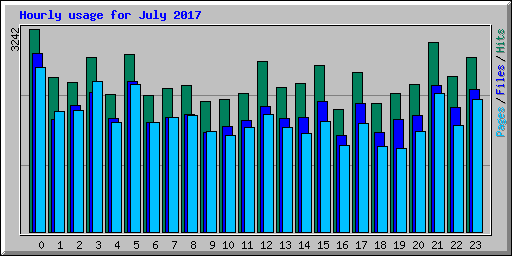 Hourly usage for July 2017
3242
Pages / Files / Hits
0 1 2 3 4 5 6 7 8 9 10 11 12 13 14 15 16 17 18 19 20 21 22 23